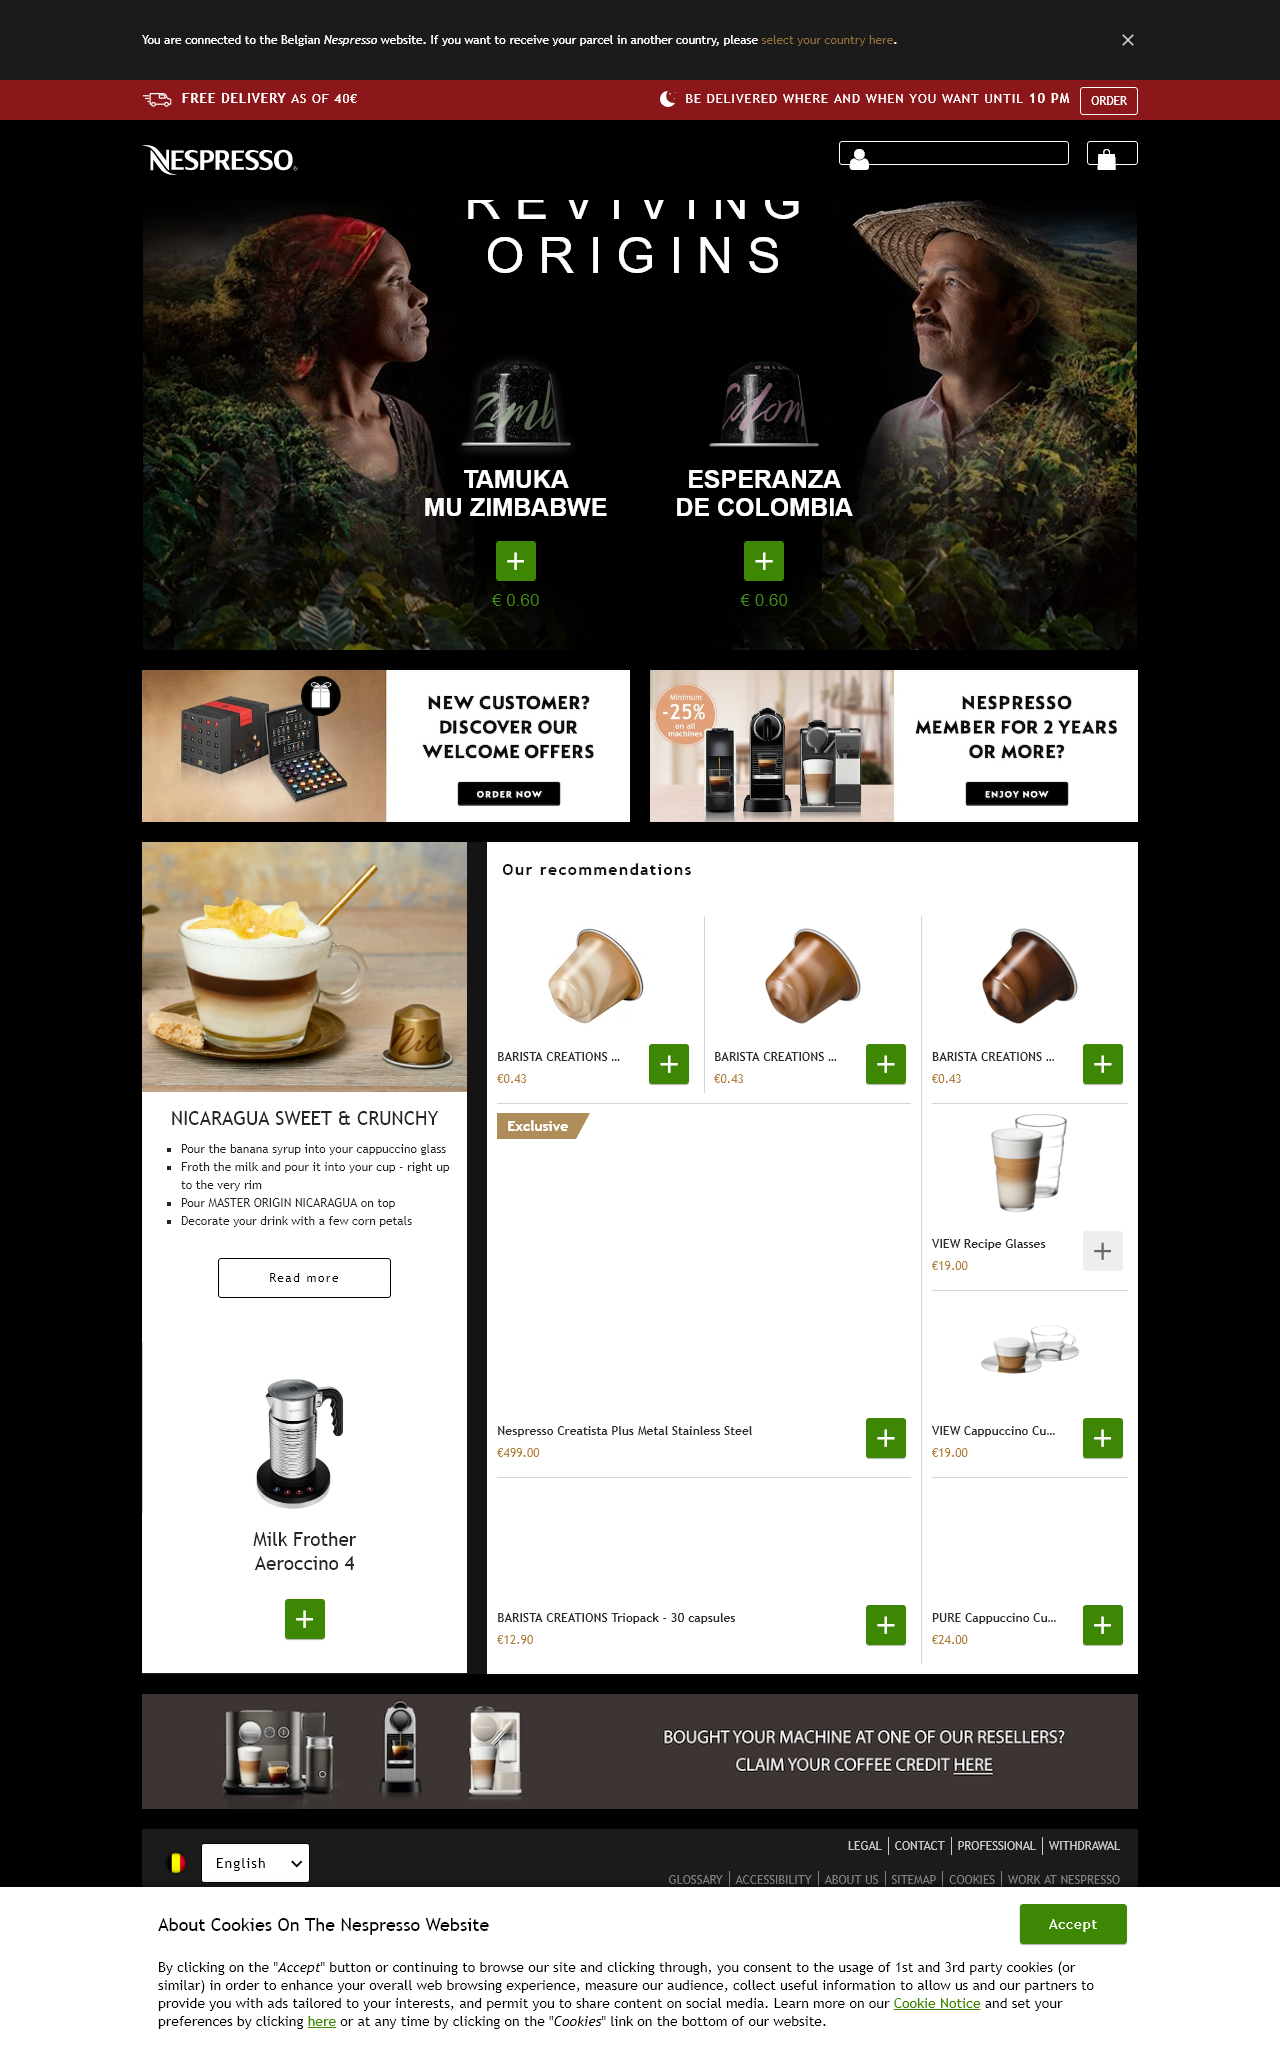 You are connected to the Belgian Nespresso website. If you want to receive your parcel in another country, please select your country here.
FREE DELIVERY AS OF 40€
BE DELIVERED WHERE AND WHEN YOU WANT UNTIL 10 PM
ORDER
NESPRESSO
REVIVING
ORIGINS
Zimb
Colom
TAMUKA
MU ZIMBABWE
ESPERANZA
DE COLOMBIA
€ 0.60
€ 0.60
NEW CUSTOMER?
DISCOVER OUR
WELCOME OFFERS
ORDER NOW
Minimum
-25%
on all
machines
NESPRESSO
MEMBER FOR 2 YEARS
OR MORE?
ENJOY NOW
Nic
NICARAGUA SWEET & CRUNCHY
Pour the banana syrup into your cappuccino glass
Froth the milk and pour it into your cup - right up
to the very rim
Pour MASTER ORIGIN NICARAGUA on top
Decorate your drink with a few corn petals
Read more
Milk Frother
Aeroccino 4
Our recommendations
BARISTA CREATIONS ...
€0.43
BARISTA CREATIONS ...
€0.43
BARISTA CREATIONS ...
€0.43
Exclusive
Nespresso Creatista Plus Metal Stainless Steel
€499.00
VIEW Recipe Glasses
€19.00
VIEW Cappuccino Cu...
€19.00
BARISTA CREATIONS Triopack - 30 capsules
€12.90
PURE Cappuccino Cu...
€24.00
BOUGHT YOUR MACHINE AT ONE OF OUR RESELLERS?
CLAIM YOUR COFFEE CREDIT HERE
English
LEGAL CONTACT PROFESSIONAL WITHDRAWAL
GLOSSARY ACCESSIBILITY ABOUT US SITEMAP COOKIES WORK AT NESPRESSO
About Cookies On The Nespresso Website
Accept
By clicking on the "Accept" button or continuing to browse our site and clicking through, you consent to the usage of 1st and 3rd party cookies (or
similar) in order to enhance your overall web browsing experience, measure our audience, collect useful information to allow us and our partners to
provide you with ads tailored to your interests, and permit you to share content on social media. Learn more on our Cookie Notice and set your
preferences by clicking here or at any time by clicking on the "Cookies" link on the bottom of our website.